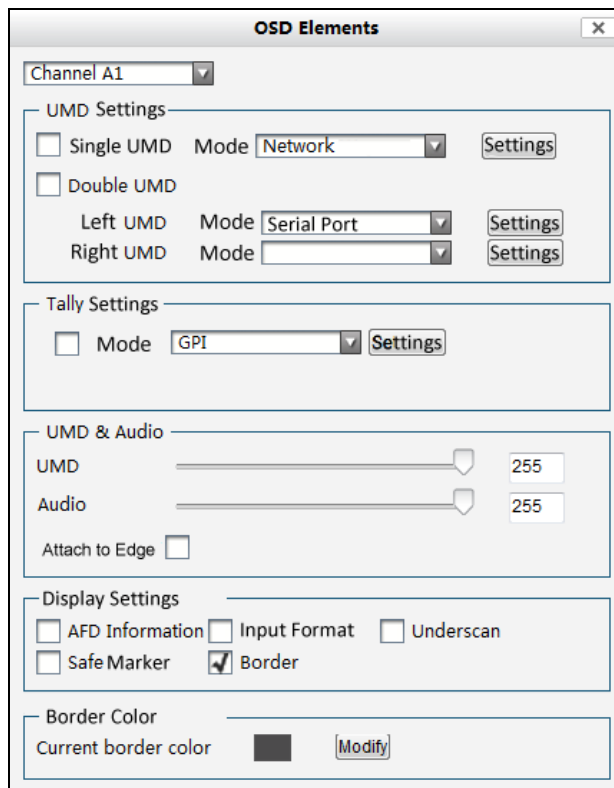 OSD Elements
Channel A1
UMD Settings
Single UMD Mode Network Settings
Double UMD
Left UMD Mode Serial Port Settings
Right UMD Mode Settings
Tally Settings
Mode GPI Settings
UMD & Audio
UMD 255
Audio 255
Attach to Edge
Display Settings
AFD Information Input Format Underscan
Safe Marker Border
Border Color
Current border color Modify